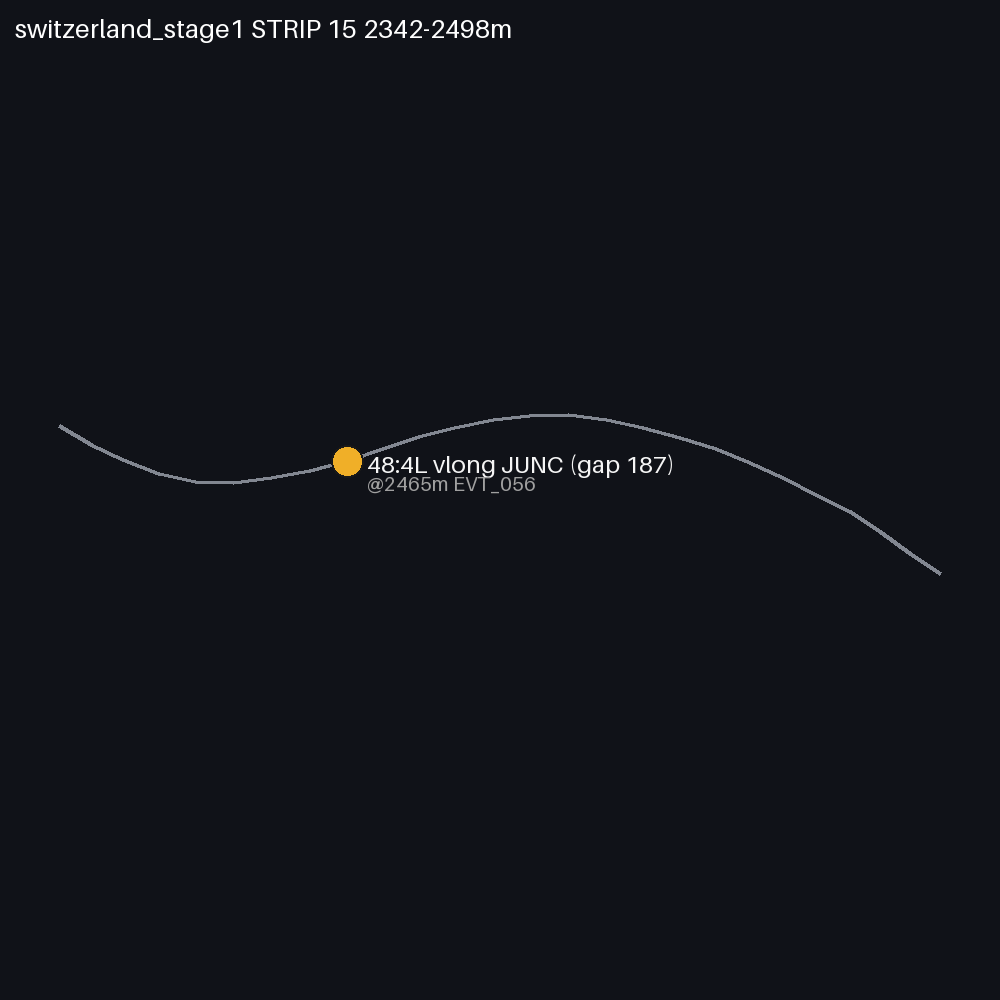 switzerland_stage1 STRIP 15 2342-2498m
48:4L vlong JUNC (gap 187)
@2465m EVT_056